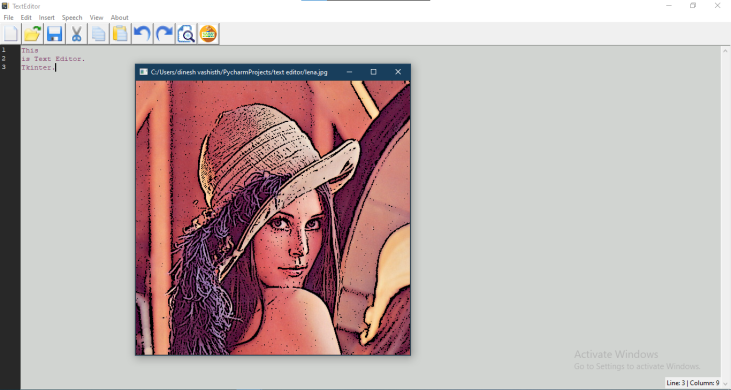 TextEditor
File Edit Insert Speech View About
1 This
2 is Text Editor.
3 Tkinter.
C:/Users/dinesh vashisth/PycharmProjects/text editor/lena.jpg
Activate Windows
Go to Settings to activate Windows.
Line: 3 | Column: 9